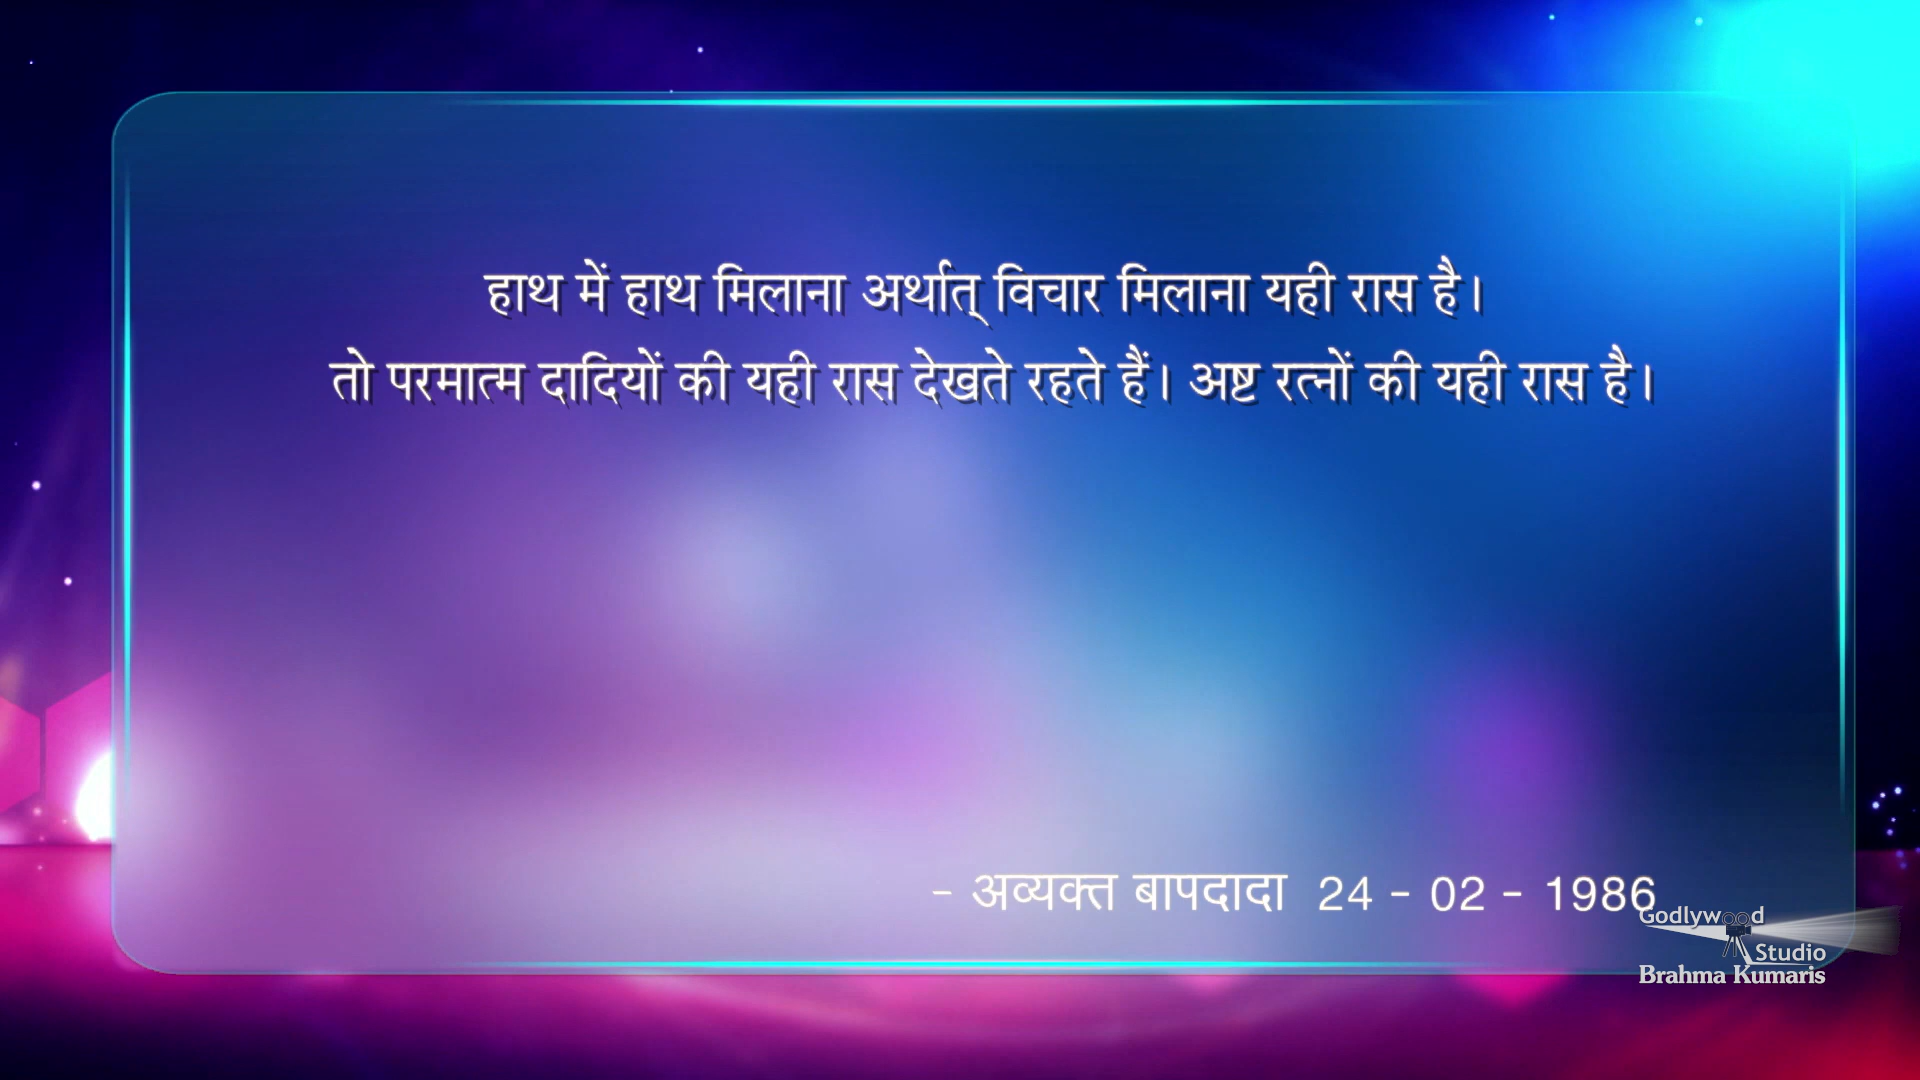 हाथ में हाथ मिलाना अर्थात् विचार मिलाना यही रास है।
तो परमात्म दादियों की यही रास देखते रहते हैं। अष्ट रत्नों की यही रास है।
- अव्यक्त बापदादा 24 - 02 - 1986
Godlywood
Studio
Brahma Kumaris